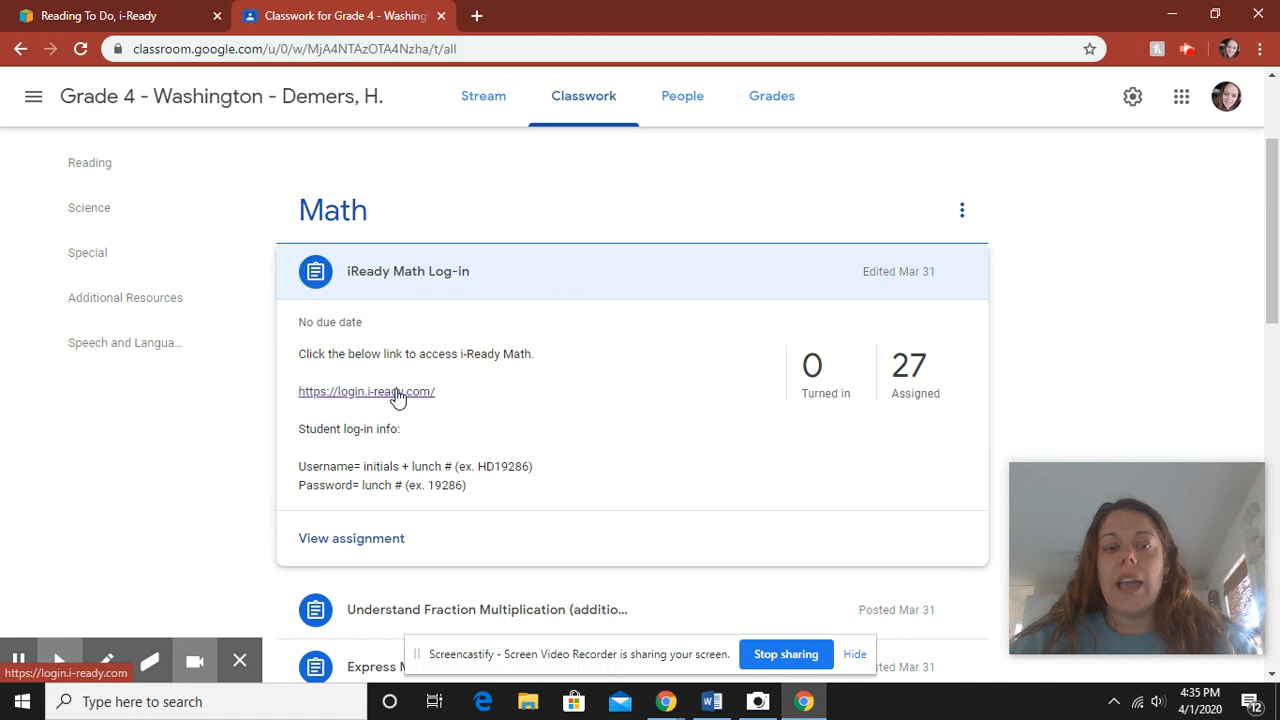 Reading To Do, i-Ready
Classwork for Grade 4 - Washing
classroom.google.com/u/0/w/MjA4NTAzOTA4Nzha/t/all
Grade 4 - Washington - Demers, H.
Stream
Classwork
People
Grades
Reading
Science
Special
Additional Resources
Speech and Langua...
Math
iReady Math Log-in
Edited Mar 31
No due date
Click the below link to access i-Ready Math.
https://login.i-ready.com/
Student log-in info:
Username= initials + lunch # (ex. HD19286)
Password= lunch # (ex. 19286)
0
Turned in
27
Assigned
View assignment
Understand Fraction Multiplication (additio...
Posted Mar 31
Express
sted Mar 31
Screencastify - Screen Video Recorder is sharing your screen.
Stop sharing
Hide
https://login.i-ready.com
Type here to search
4:35 PM
4/1/2020
12